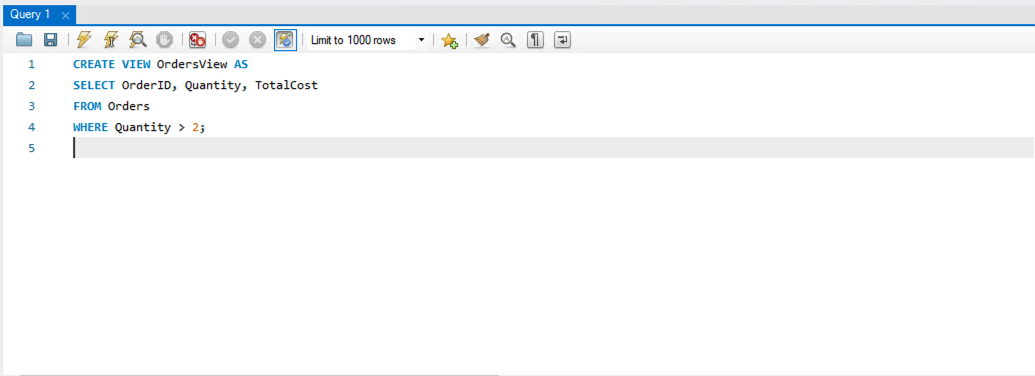 Query 1
Limit to 1000 rows
1 CREATE VIEW OrdersView AS
2 SELECT OrderID, Quantity, TotalCost
3 FROM Orders
4 WHERE Quantity > 2;
5